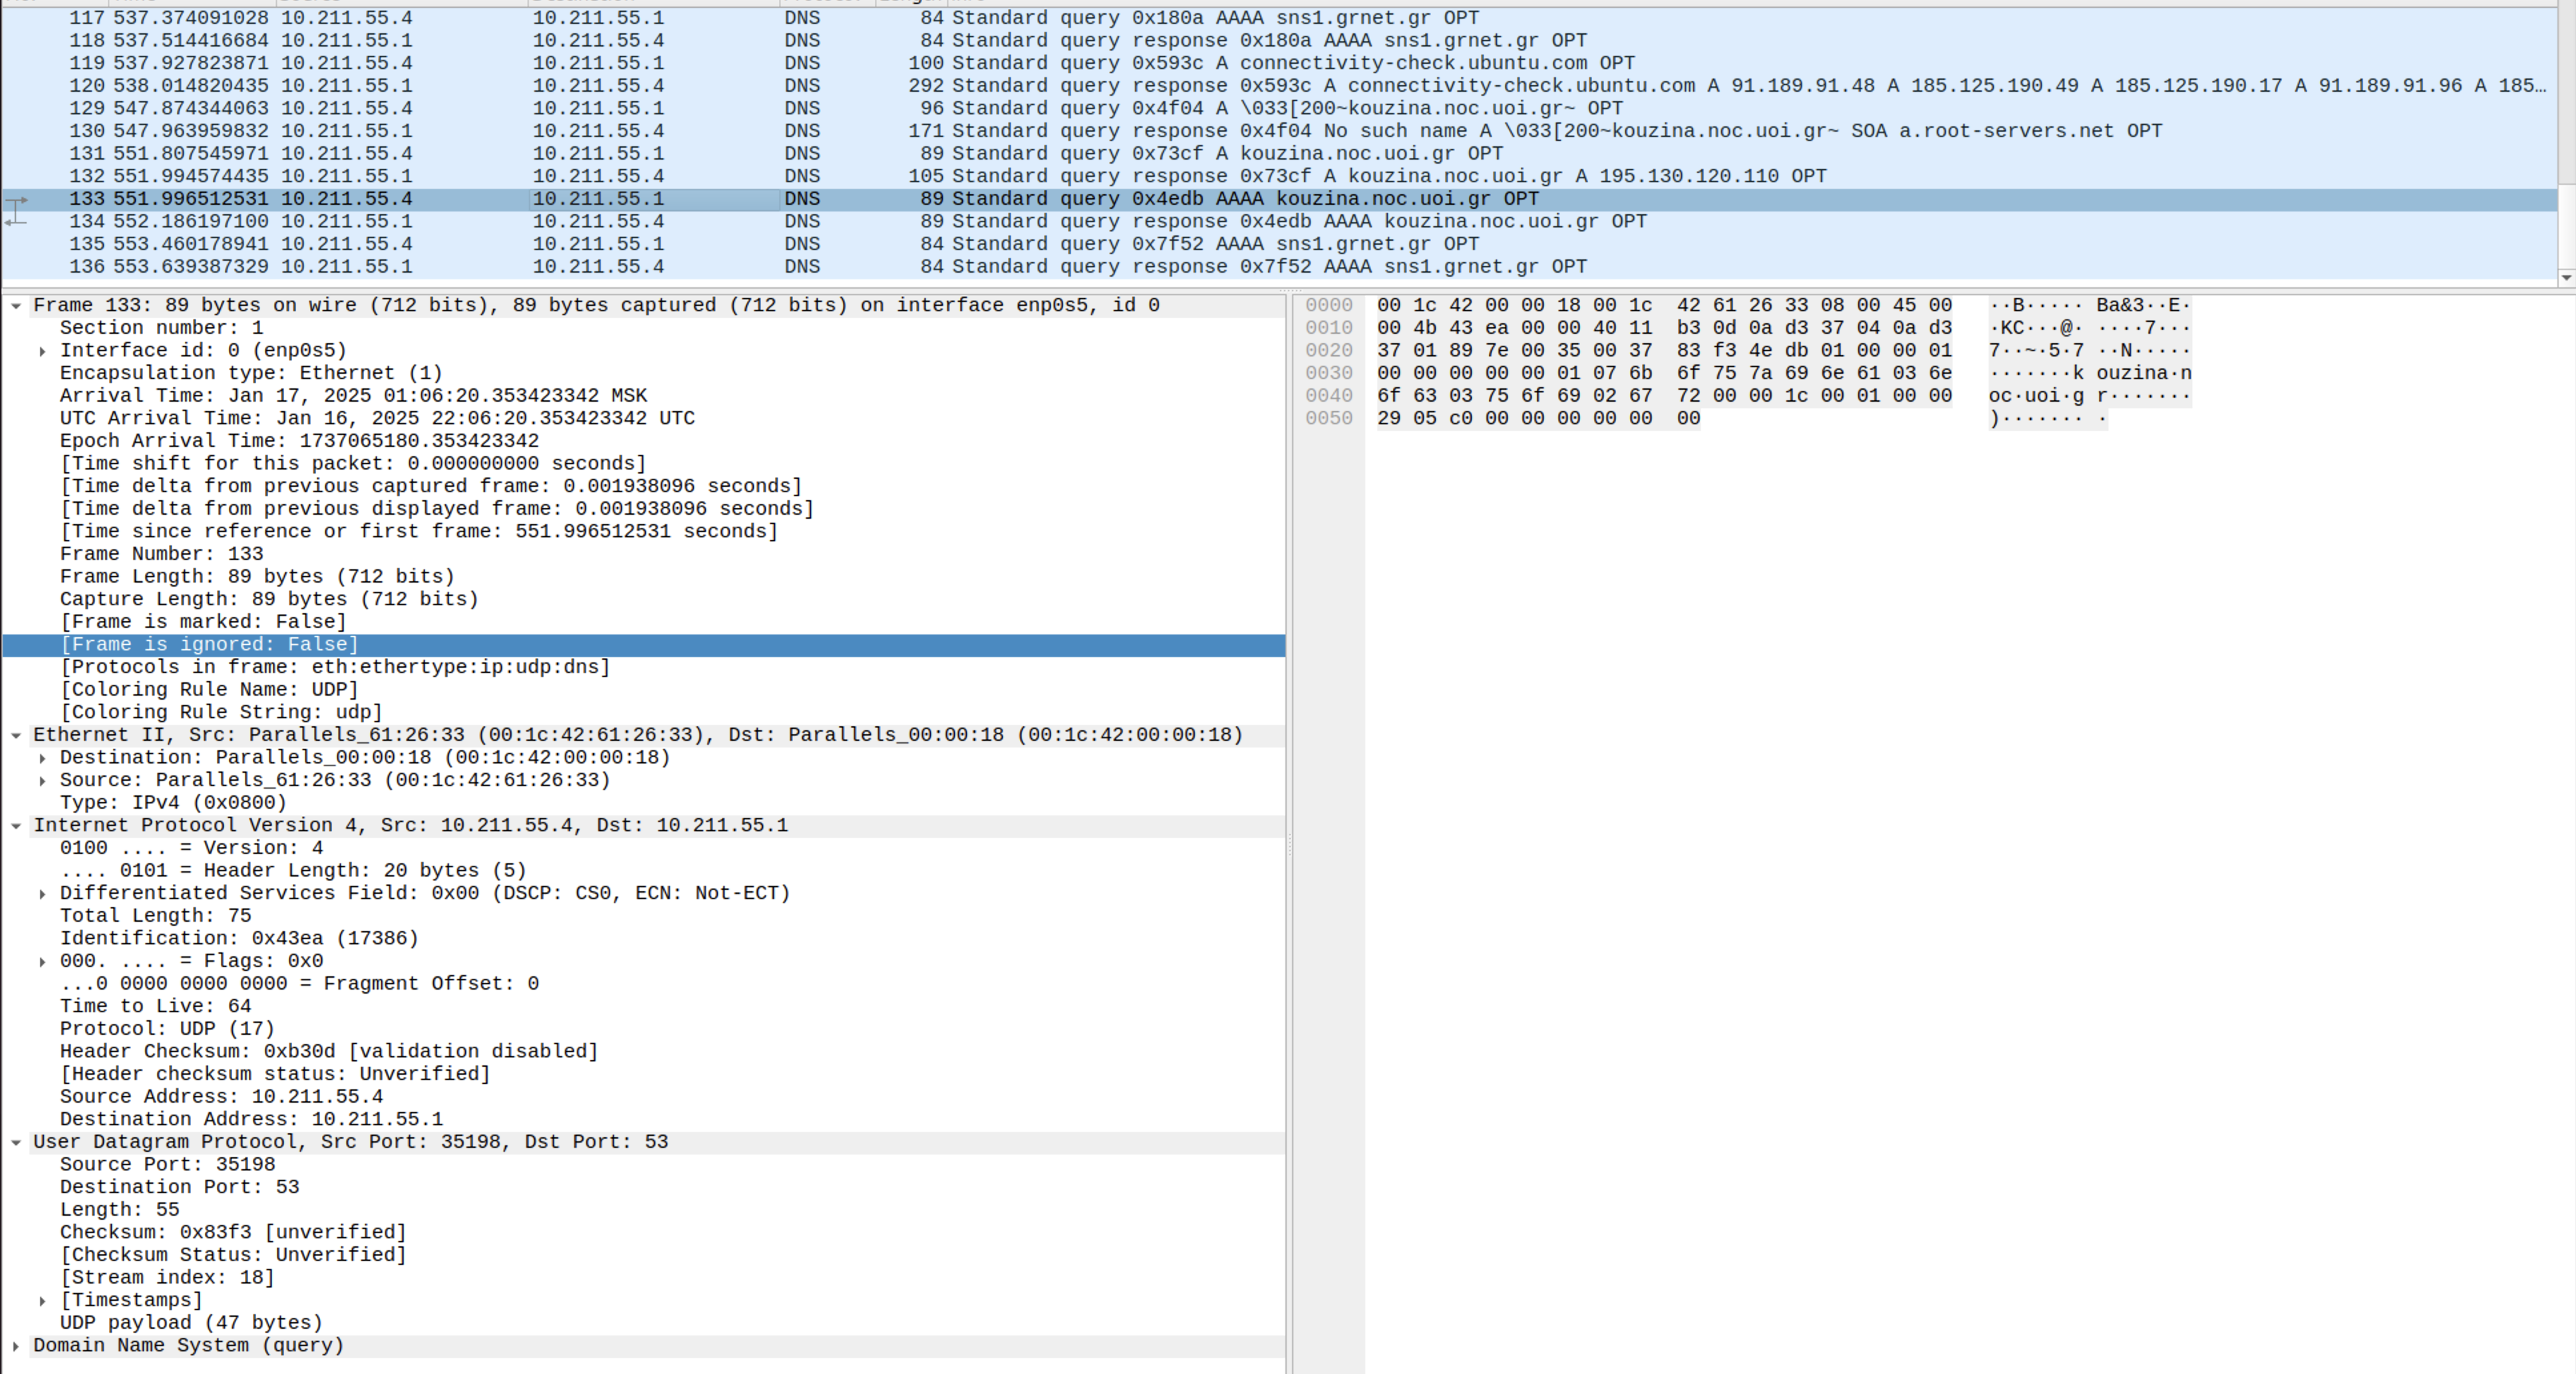 117 537.374091028 10.211.55.4 10.211.55.1 DNS 84 Standard query 0x180a AAAA sns1.grnet.gr OPT
118 537.514416684 10.211.55.1 10.211.55.4 DNS 84 Standard query response 0x180a AAAA sns1.grnet.gr OPT
119 537.927823871 10.211.55.4 10.211.55.1 DNS 100 Standard query 0x593c A connectivity-check.ubuntu.com OPT
120 538.014820435 10.211.55.1 10.211.55.4 DNS 292 Standard query response 0x593c A connectivity-check.ubuntu.com A 91.189.91.48 A 185.125.190.49 A 185.125.190.17 A 91.189.91.96 A 185…
129 547.874344063 10.211.55.4 10.211.55.1 DNS 96 Standard query 0x4f04 A \033[200~kouzina.noc.uoi.gr~ OPT
130 547.963959832 10.211.55.1 10.211.55.4 DNS 171 Standard query response 0x4f04 No such name A \033[200~kouzina.noc.uoi.gr~ SOA a.root-servers.net OPT
131 551.807545971 10.211.55.4 10.211.55.1 DNS 89 Standard query 0x73cf A kouzina.noc.uoi.gr OPT
132 551.994574435 10.211.55.1 10.211.55.4 DNS 105 Standard query response 0x73cf A kouzina.noc.uoi.gr A 195.130.120.110 OPT
133 551.996512531 10.211.55.4 10.211.55.1 DNS 89 Standard query 0x4edb AAAA kouzina.noc.uoi.gr OPT
134 552.186197100 10.211.55.1 10.211.55.4 DNS 89 Standard query response 0x4edb AAAA kouzina.noc.uoi.gr OPT
135 553.460178941 10.211.55.4 10.211.55.1 DNS 84 Standard query 0x7f52 AAAA sns1.grnet.gr OPT
136 553.639387329 10.211.55.1 10.211.55.4 DNS 84 Standard query response 0x7f52 AAAA sns1.grnet.gr OPT
Frame 133: 89 bytes on wire (712 bits), 89 bytes captured (712 bits) on interface enp0s5, id 0
Section number: 1
Interface id: 0 (enp0s5)
Encapsulation type: Ethernet (1)
Arrival Time: Jan 17, 2025 01:06:20.353423342 MSK
UTC Arrival Time: Jan 16, 2025 22:06:20.353423342 UTC
Epoch Arrival Time: 1737065180.353423342
[Time shift for this packet: 0.000000000 seconds]
[Time delta from previous captured frame: 0.001938096 seconds]
[Time delta from previous displayed frame: 0.001938096 seconds]
[Time since reference or first frame: 551.996512531 seconds]
Frame Number: 133
Frame Length: 89 bytes (712 bits)
Capture Length: 89 bytes (712 bits)
[Frame is marked: False]
[Frame is ignored: False]
[Protocols in frame: eth:ethertype:ip:udp:dns]
[Coloring Rule Name: UDP]
[Coloring Rule String: udp]
Ethernet II, Src: Parallels_61:26:33 (00:1c:42:61:26:33), Dst: Parallels_00:00:18 (00:1c:42:00:00:18)
Destination: Parallels_00:00:18 (00:1c:42:00:00:18)
Source: Parallels_61:26:33 (00:1c:42:61:26:33)
Type: IPv4 (0x0800)
Internet Protocol Version 4, Src: 10.211.55.4, Dst: 10.211.55.1
0100 .... = Version: 4
.... 0101 = Header Length: 20 bytes (5)
Differentiated Services Field: 0x00 (DSCP: CS0, ECN: Not-ECT)
Total Length: 75
Identification: 0x43ea (17386)
000. .... = Flags: 0x0
...0 0000 0000 0000 = Fragment Offset: 0
Time to Live: 64
Protocol: UDP (17)
Header Checksum: 0xb30d [validation disabled]
[Header checksum status: Unverified]
Source Address: 10.211.55.4
Destination Address: 10.211.55.1
User Datagram Protocol, Src Port: 35198, Dst Port: 53
Source Port: 35198
Destination Port: 53
Length: 55
Checksum: 0x83f3 [unverified]
[Checksum Status: Unverified]
[Stream index: 18]
[Timestamps]
UDP payload (47 bytes)
Domain Name System (query)
0000 00 1c 42 00 00 18 00 1c 42 61 26 33 08 00 45 00 ··B····· Ba&3··E·
0010 00 4b 43 ea 00 00 40 11 b3 0d 0a d3 37 04 0a d3 ·KC···@· ····7···
0020 37 01 89 7e 00 35 00 37 83 f3 4e db 01 00 00 01 7··~·5·7 ··N·····
0030 00 00 00 00 00 01 07 6b 6f 75 7a 69 6e 61 03 6e ·······k ouzina·n
0040 6f 63 03 75 6f 69 02 67 72 00 00 1c 00 01 00 00 oc·uoi·g r·······
0050 29 05 c0 00 00 00 00 00 00 )······· ·